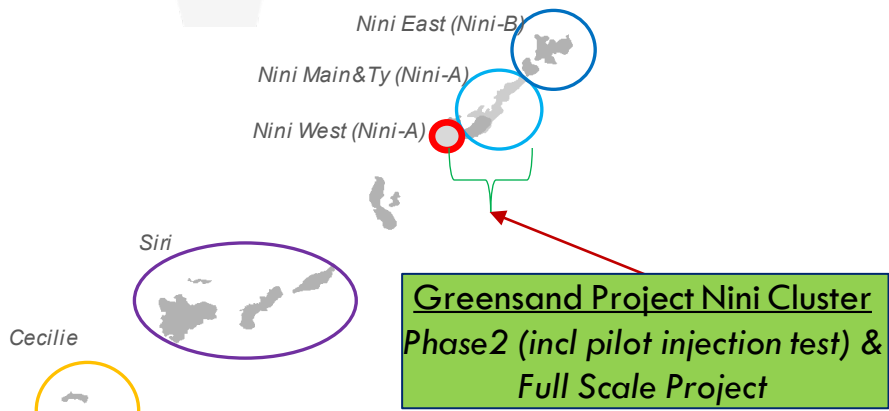 Nini East (Nini-B)
Nini Main&Ty (Nini-A)
Nini West (Nini-A)
Siri
Cecilie
Greensand Project Nini Cluster
Phase2 (incl pilot injection test) &
Full Scale Project